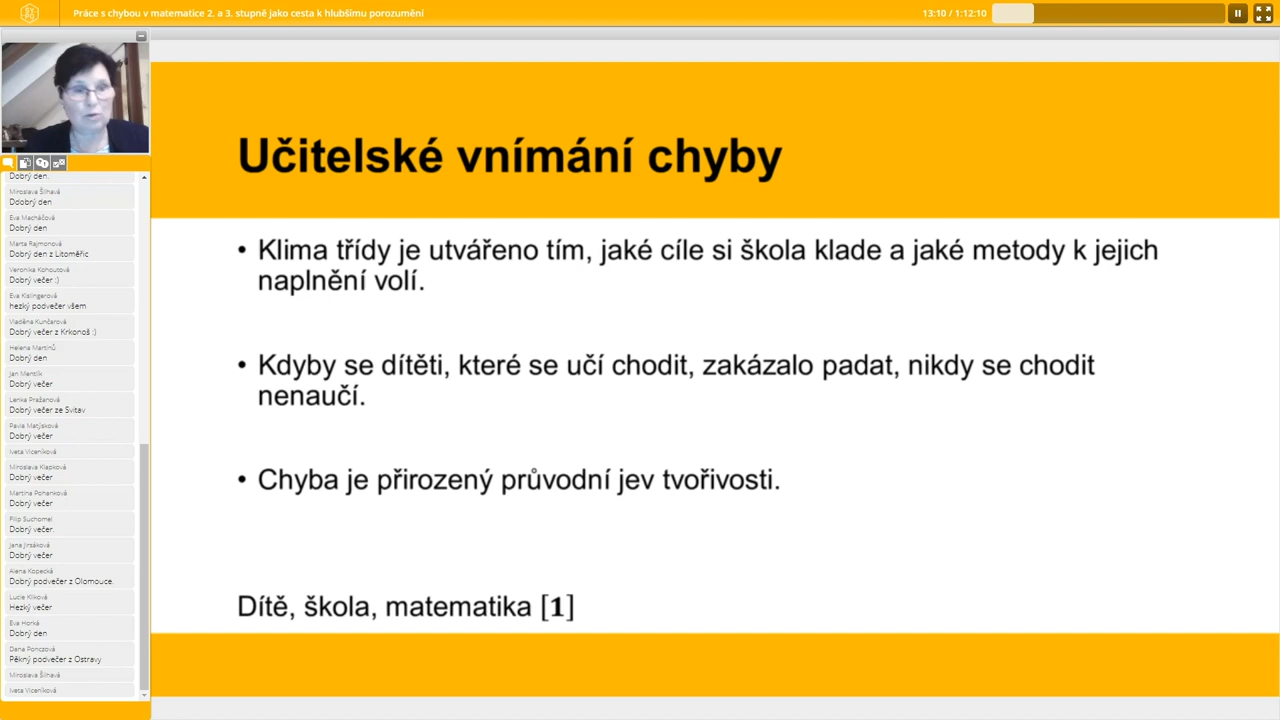 Práce s chybou v matematice 2. a 3. stupně jako cesta k hlubšímu porozumění
13:10 / 1:12:10
Dobrý den.
Miroslava Šilhavá
Ddobrý den
Eva Macháčová
Dobrý den
Marta Rajmonová
Dobrý den z Litoměřic
Veronika Kohoutová
Dobrý večer :)
Eva Kislingerová
hezký podvečer všem
Vladěna Kunčarová
Dobrý večer z Krkonoš :)
Helena Martinů
Dobrý den
Jan Mentlík
Dobrý večer
Lenka Pražanová
Dobrý večer ze Svitav
Pavla Matýsková
Dobrý večer
Iveta Viceníková
Miroslava Klapková
Dobrý večer
Martina Pohanková
Dobrý večer
Filip Suchomel
Dobrý večer.
Jana Jirsáková
Dobrý večer
Alena Kopecká
Dobrý podvečer z Olomouce.
Lucie Klíková
Hezký večer
Eva Horká
Dobrý den
Dana Ponczová
Pěkný podvečer z Ostravy
Miroslava Šilhavá
Iveta Viceníková
Učitelské vnímání chyby
• Klima třídy je utvářeno tím, jaké cíle si škola klade a jaké metody k jejich
naplnění volí.
• Kdyby se dítěti, které se učí chodit, zakázalo padat, nikdy se chodit
nenaučí.
• Chyba je přirozený průvodní jev tvořivosti.
Dítě, škola, matematika [1]